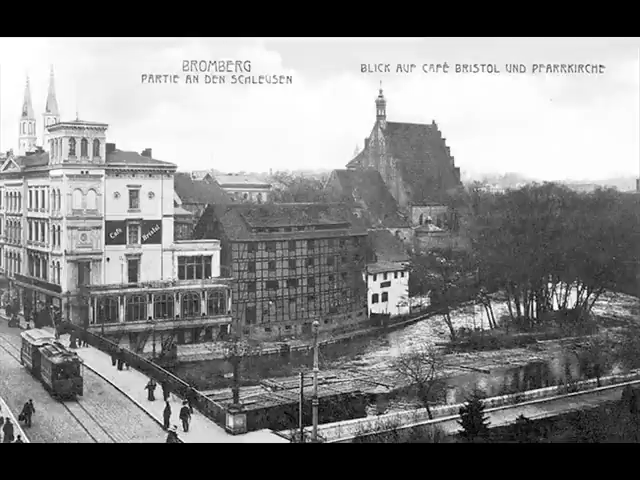 BROMBERG
PARTIE AN DEN SCHLEUSEN
BLICK AUF CAFÉ BRISTOL UND PFARRKIRCHE
Café
Bristol